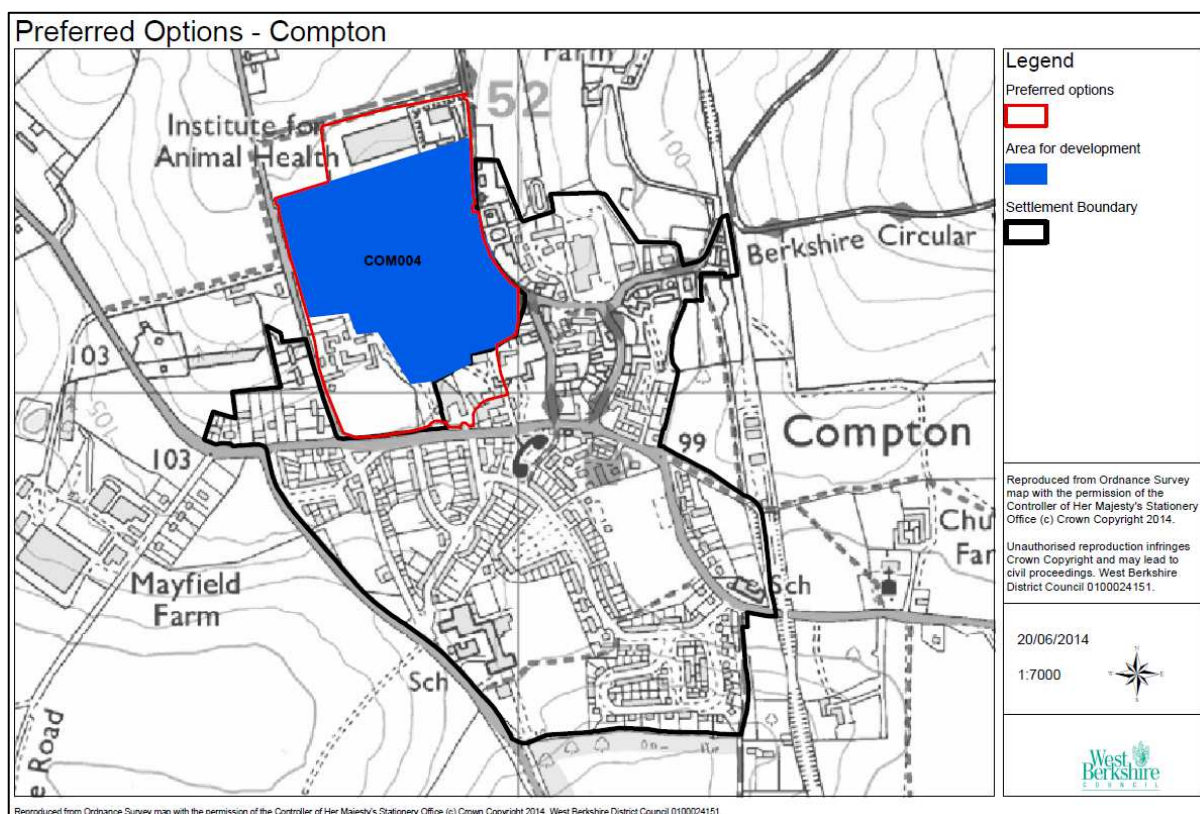 Preferred Options - Compton
Farm
52
Institute for
Animal Health
100
COM004
Berkshire Circular
103
105
103
99
Compton
Mayfield
Farm
Sch
Sch
Chu
Far
e Road
Legend
Preferred options
Area for development
Settlement Boundary
Reproduced from Ordnance Survey
map with the permission of the
Controller of Her Majesty's Stationery
Office (c) Crown Copyright 2014.
Unauthorised reproduction infringes
Crown Copyright and may lead to
civil proceedings. West Berkshire
District Council 0100024151.
20/06/2014
1:7000
West
Berkshire
COUNCIL
Reproduced from Ordnance Survey map with the permission of the Controller of Her Majesty's Stationery Office (c) Crown Copyright 2014. West Berkshire District Council 0100024151.